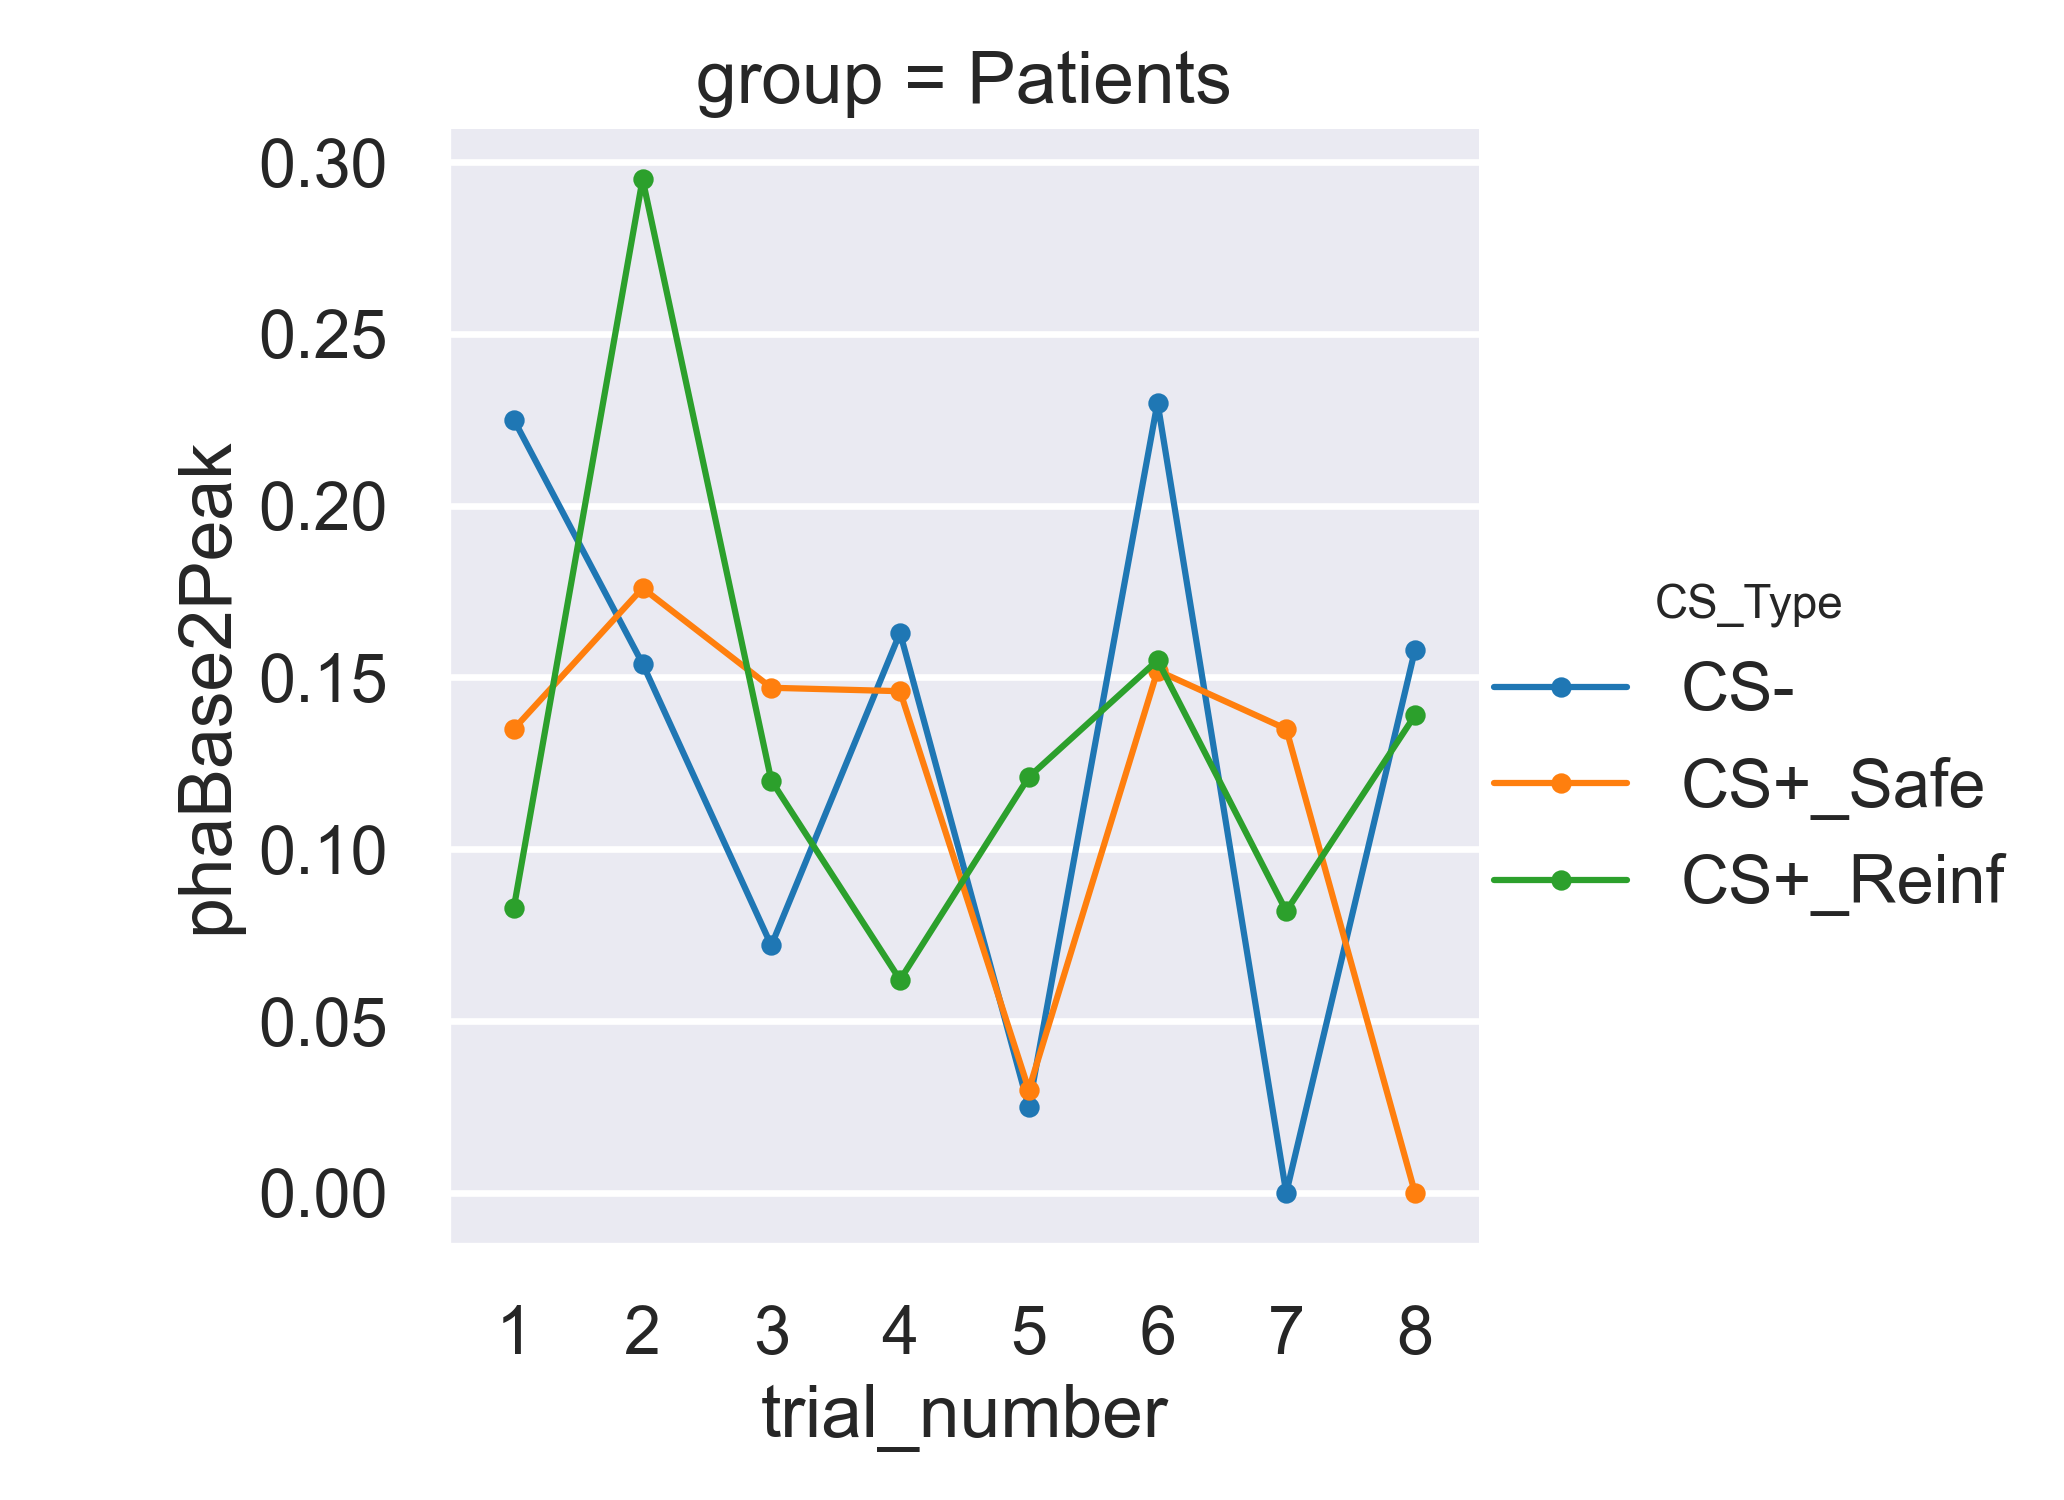 group = Patients
0.30
0.25
0.20
0.15
0.10
0.05
0.00
phaBase2Peak
1 2 3 4 5 6 7 8
trial_number
CS_Type
CS-
CS+_Safe
CS+_Reinf